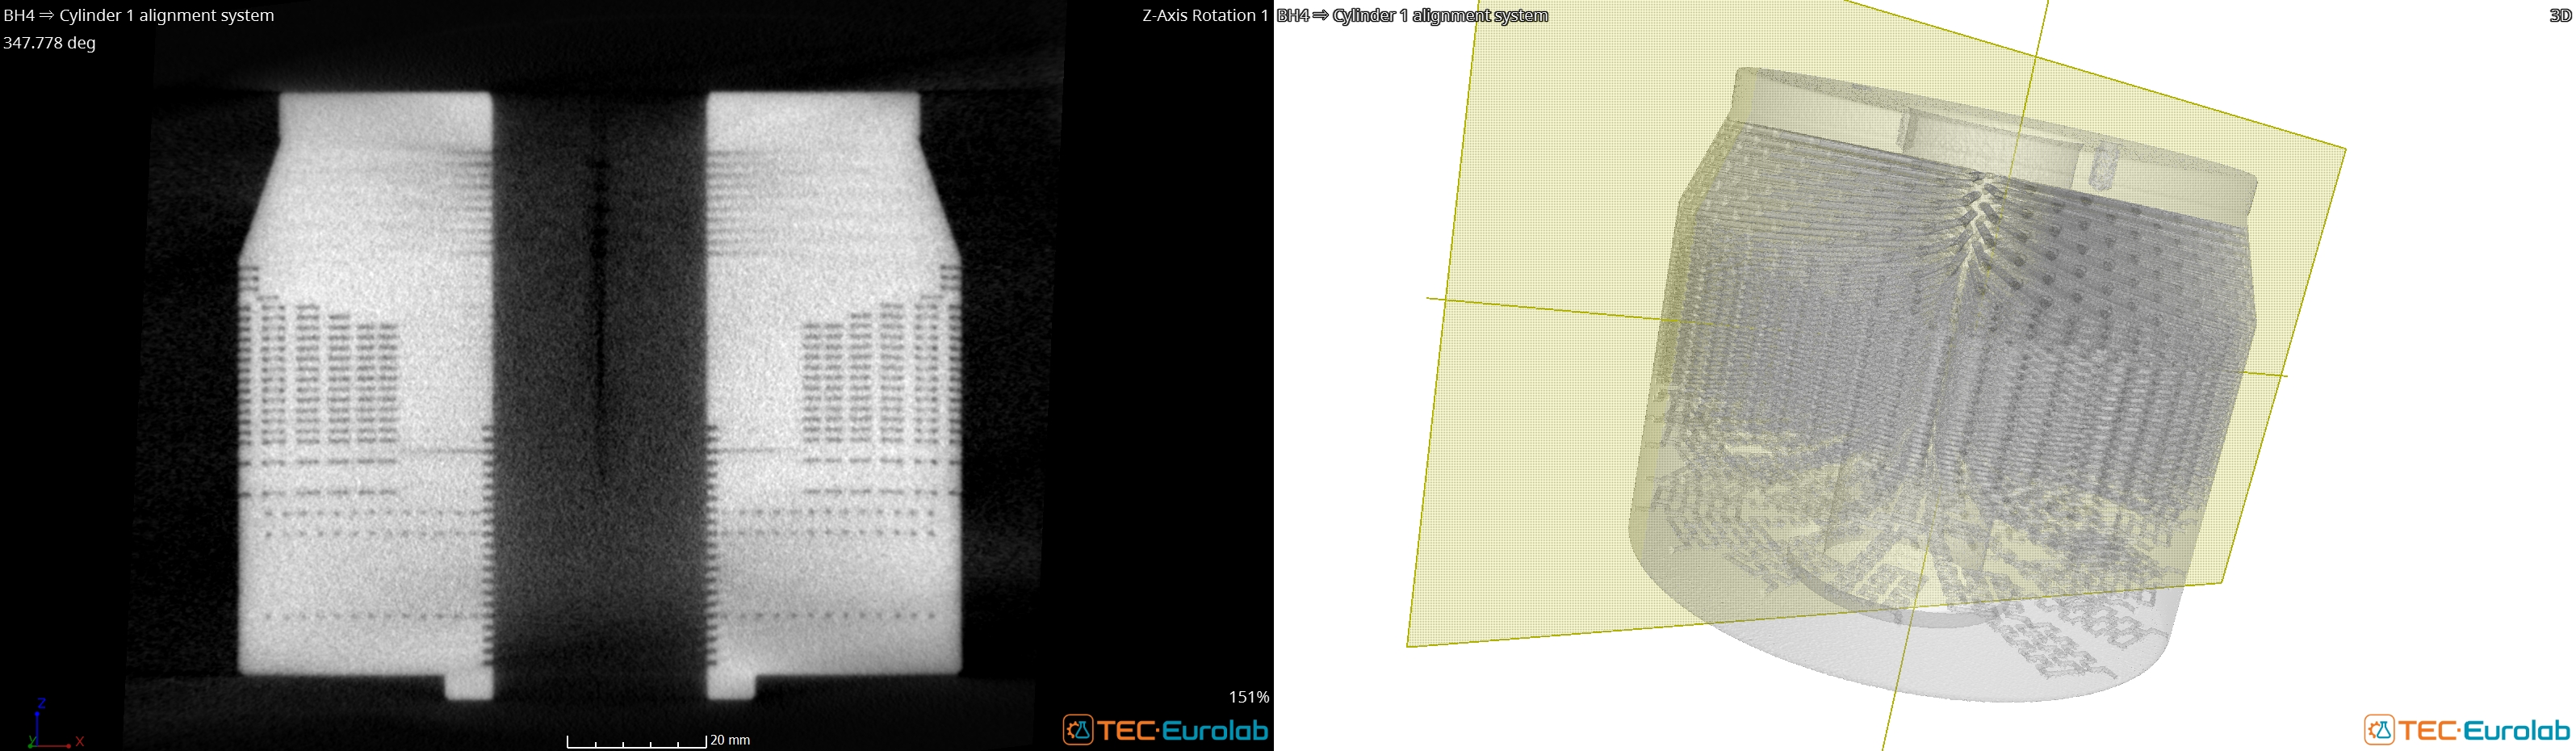 BH4 ⇒ Cylinder 1 alignment system
347.778 deg
Z-Axis Rotation 1
Z
Y
X
20 mm
151%
TEC·Eurolab
BH4 ⇒ Cylinder 1 alignment system
3D
TEC·Eurolab